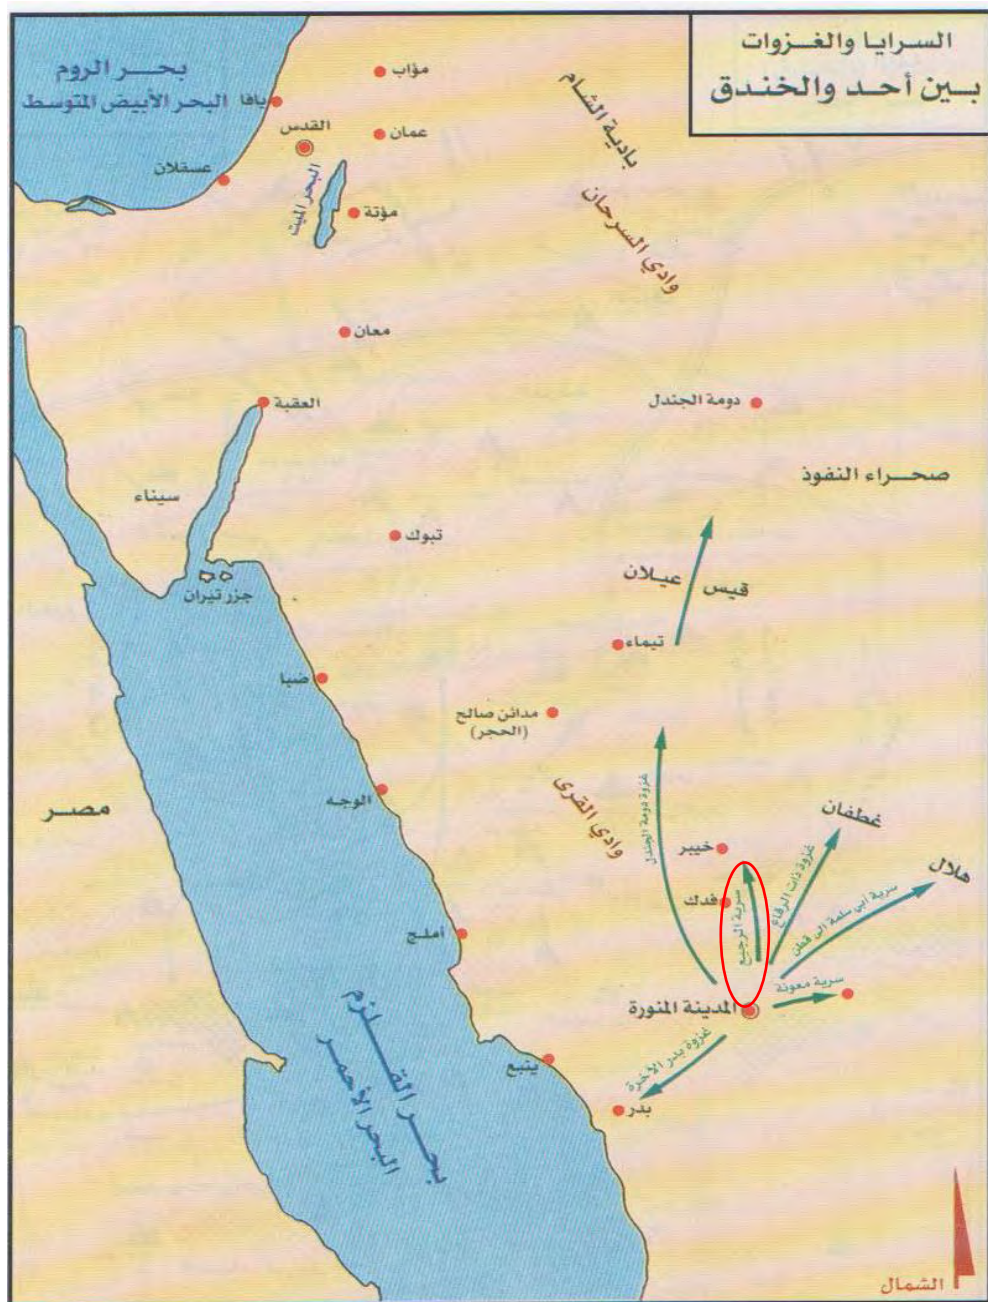 السرايا والغزوات
بين أحد والخندق
بحر الروم
البحر الأبيض المتوسط
مؤاب
يافا
القدس
عمان
عسقلان
البحر الميت
مؤتة
بادية الشام
وادي السرحان
معان
العقبة
دومة الجندل
صحراء النفوذ
سيناء
تبوك
جزر تيران
قيس عيلان
تيماء
ضبا
مدائن صالح
(الحجر)
الوجه
مصر
وادي القرى
غزوة دومة الجندل
خيبر
غطفان
غزوة ذات الرقاع
هلال
سرية ابي سلمة الى قطن
فدك
سرية الرجيع
أملج
سرية معونة
المدينة المنورة
غزوة بدر الآخرة
ينبع
بدر
بحر القلزم
البحر الأحمر
الشمال